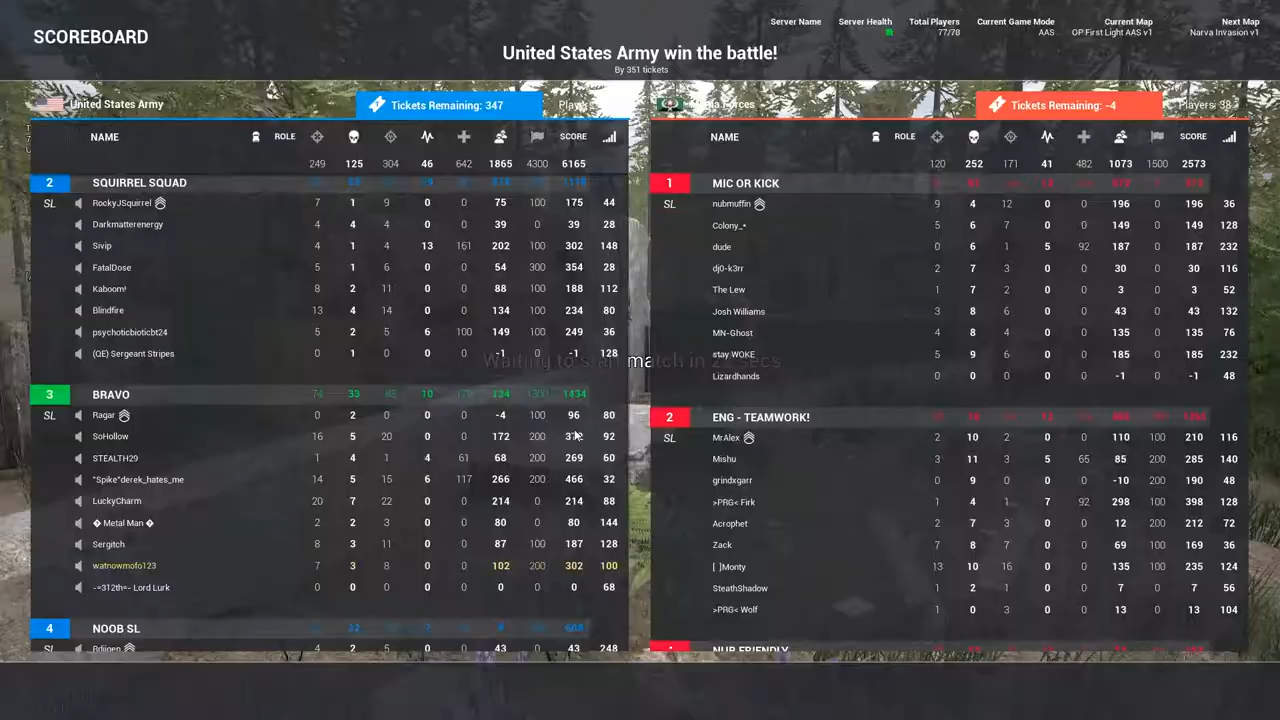 SCOREBOARD
Server Name Server Health Total Players Current Game Mode Current Map Next Map
77/78 AAS OP First Light AAS v1 Narva Invasion v1
United States Army win the battle!
By 351 tickets
United States Army Tickets Remaining: 347
NAME ROLE SCORE
249 125 304 46 642 1865 4300 6165
2 SQUIRREL SQUAD
SL RockyJSquirrel 7 1 9 0 0 75 100 175 44
Darkmatterenergy 4 4 4 0 0 39 0 39 28
Sivip 4 1 4 13 161 202 100 302 148
FatalDose 5 1 6 0 0 54 300 354 28
Kaboom! 8 2 11 0 0 88 100 188 112
Blindfire 13 4 14 0 0 134 100 234 80
psychoticbioticbt24 5 2 5 6 100 149 100 249 36
(QE) Sergeant Stripes 0 1 0 0 0 -1 0 -1 128
3 BRAVO 74 33 10 1434
SL Ragar 0 2 0 0 0 -4 100 96 80
SoHollow 16 5 20 0 0 172 200 92
STEALTH29 1 4 1 4 61 68 200 269 60
"Spike"derek_hates_me 14 5 15 6 117 266 200 466 32
LuckyCharm 20 7 22 0 0 214 0 214 88
� Metal Man � 2 2 3 0 0 80 0 80 144
Sergitch 8 3 11 0 0 87 100 187 128
watnowmofo123 7 3 8 0 0 102 200 302 100
-=312th=- Lord Lurk 0 0 0 0 0 0 0 0 68
4 NOOB SL
SL 4 2 5 0 0 43 0 43 248
Forces Tickets Remaining: -4 Players: 38
NAME ROLE SCORE
120 252 171 41 482 1073 1500 2573
1 MIC OR KICK
SL nubmuffin 9 4 12 0 0 196 0 196 36
Colony_* 5 6 7 0 0 149 0 149 128
dude 0 6 1 5 92 187 0 187 232
dj0-k3rr 2 7 3 0 0 30 0 30 116
The Lew 1 7 2 0 0 3 0 3 52
Josh Williams 3 8 6 0 0 43 0 43 132
MN-Ghost 4 8 4 0 0 135 0 135 76
stay WOKE 5 9 6 0 0 185 0 185 232
Lizardhands 0 0 0 0 0 -1 0 -1 48
2 ENG - TEAMWORK!
SL MrAlex 2 10 2 0 0 110 100 210 116
Mishu 3 11 3 5 65 85 200 285 140
grindxgarr 0 9 0 0 0 -10 200 190 48
>PRG< Firk 1 4 1 7 92 298 100 398 128
Acrophet 2 7 3 0 0 12 200 212 72
Zack 7 8 7 0 0 69 100 169 36
[ ]Monty 13 10 16 0 0 135 100 235 124
SteathShadow 1 2 1 0 0 7 0 7 56
>PRG< Wolf 1 0 3 0 0 13 0 13 104
NUB FRIENDLY
Waiting to start match in secs